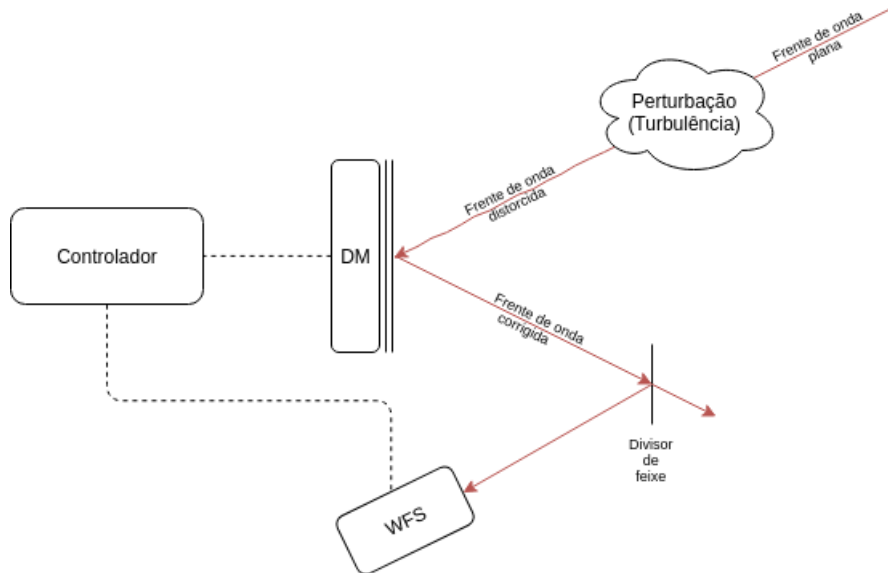 Frente de onda
plana
Perturbação
(Turbulência)
Frente de onda
distorcida
Controlador
DM
Frente de onda
corrigida
Divisor
de
feixe
WFS